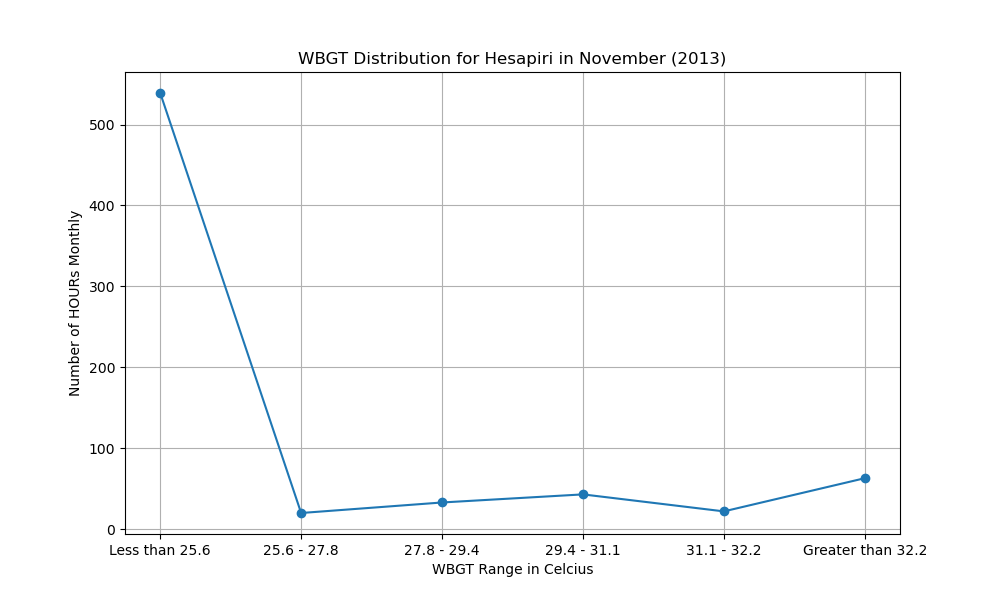 WBGT Distribution for Hesapiri in November (2013)
Number of HOURs Monthly
500
400
300
200
100
0
Less than 25.6
25.6 - 27.8
27.8 - 29.4
29.4 - 31.1
31.1 - 32.2
Greater than 32.2
WBGT Range in Celcius